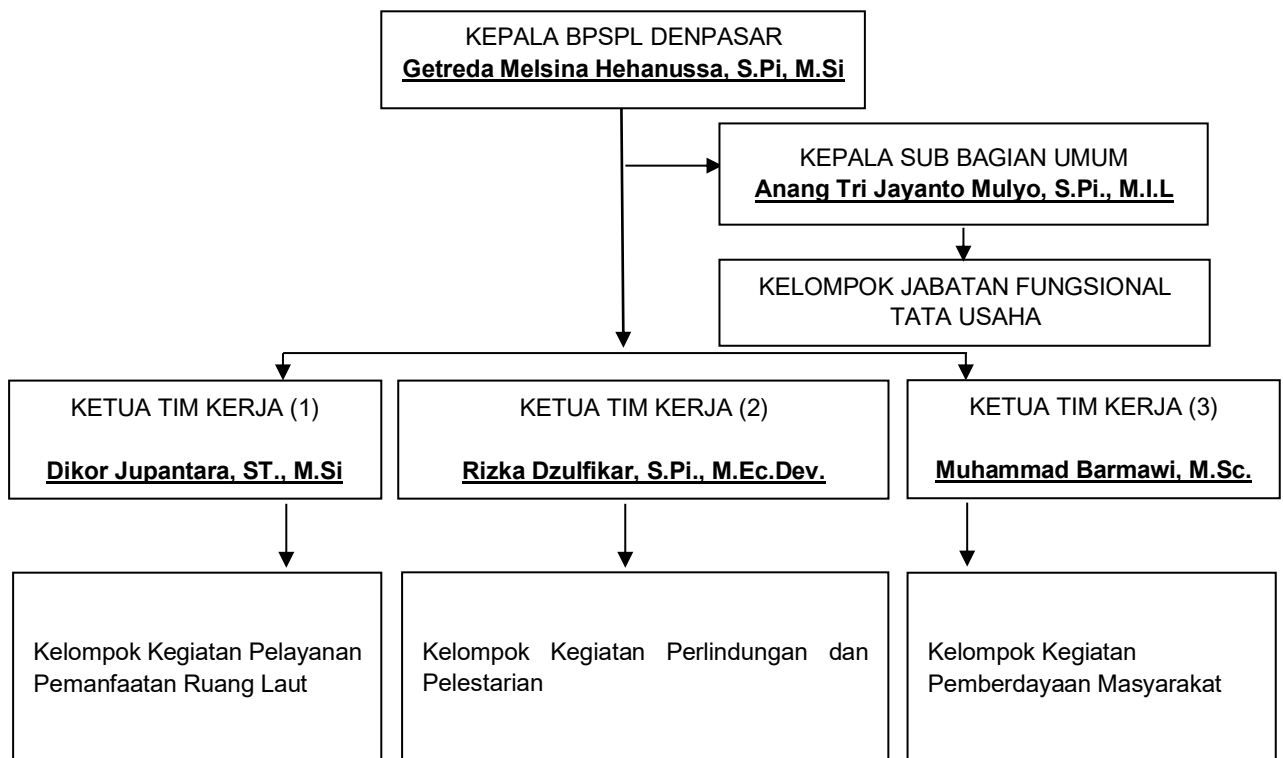 KEPALA BPSPL DENPASAR
Getreda Melsina Hehanussa, S.Pi, M.Si
KEPALA SUB BAGIAN UMUM
Anang Tri Jayanto Mulyo, S.Pi., M.I.L
KELOMPOK JABATAN FUNGSIONAL
TATA USAHA
KETUA TIM KERJA (1)
Dikor Jupantara, ST., M.Si
KETUA TIM KERJA (2)
Rizka Dzulfikar, S.Pi., M.Ec.Dev.
KETUA TIM KERJA (3)
Muhammad Barmawi, M.Sc.
Kelompok Kegiatan Pelayanan
Pemanfaatan Ruang Laut
Kelompok Kegiatan Perlindungan dan
Pelestarian
Kelompok Kegiatan
Pemberdayaan Masyarakat